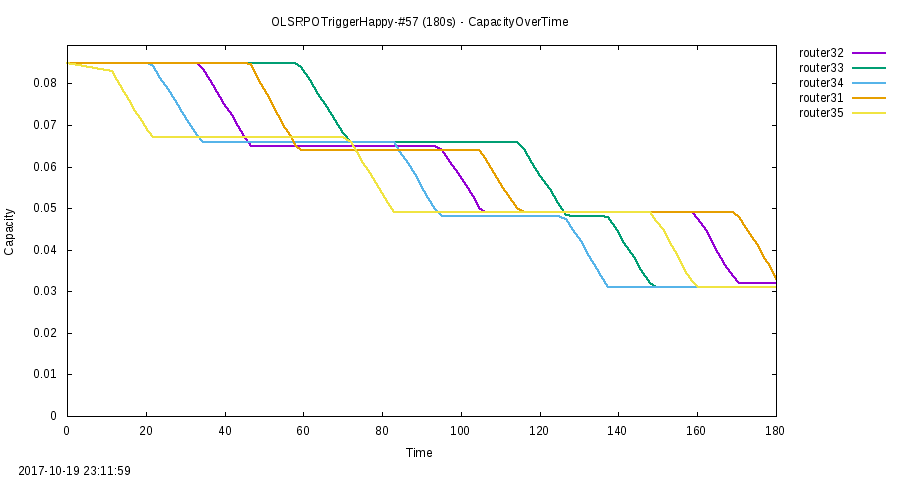 OLSRPOTriggerHappy-#57 (180s) - CapacityOverTime
router32
router33
router34
router31
router35
0.08
0.07
0.06
0.05
0.04
0.03
0.02
0.01
0
Capacity
0 20 40 60 80 100 120 140 160 180
Time
2017-10-19 23:11:59